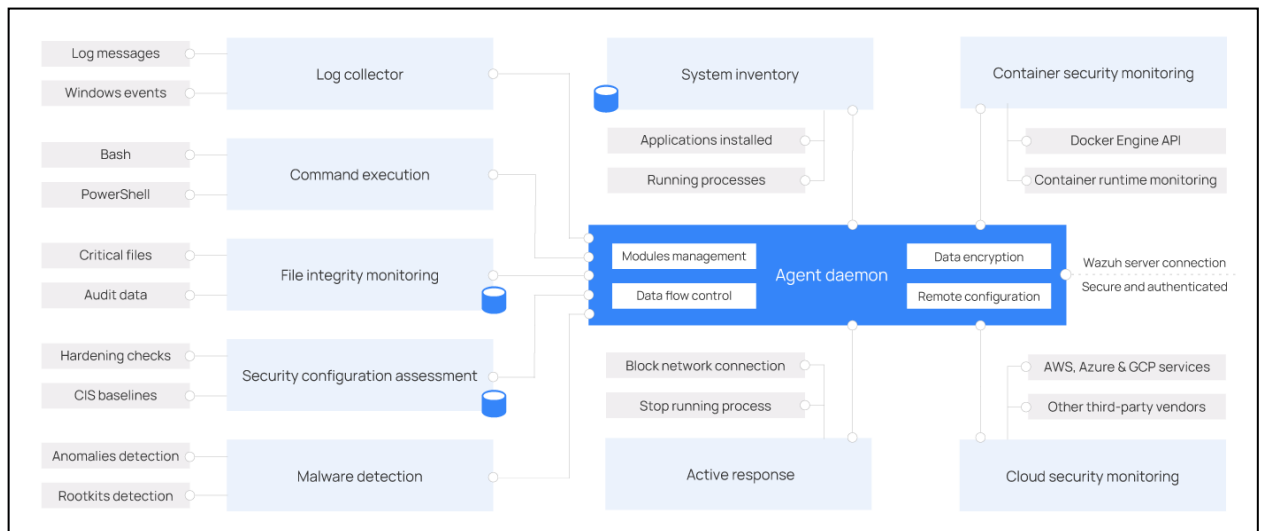 Log messages
Windows events
Log collector
Bash
PowerShell
Command execution
Critical files
Audit data
File integrity monitoring
Hardening checks
CIS baselines
Security configuration assessment
Anomalies detection
Rootkits detection
Malware detection
System inventory
Applications installed
Running processes
Container security monitoring
Docker Engine API
Container runtime monitoring
Modules management
Data flow control
Agent daemon
Data encryption
Remote configuration
Wazuh server connection
Secure and authenticated
Block network connection
Stop running process
Active response
AWS, Azure & GCP services
Other third-party vendors
Cloud security monitoring